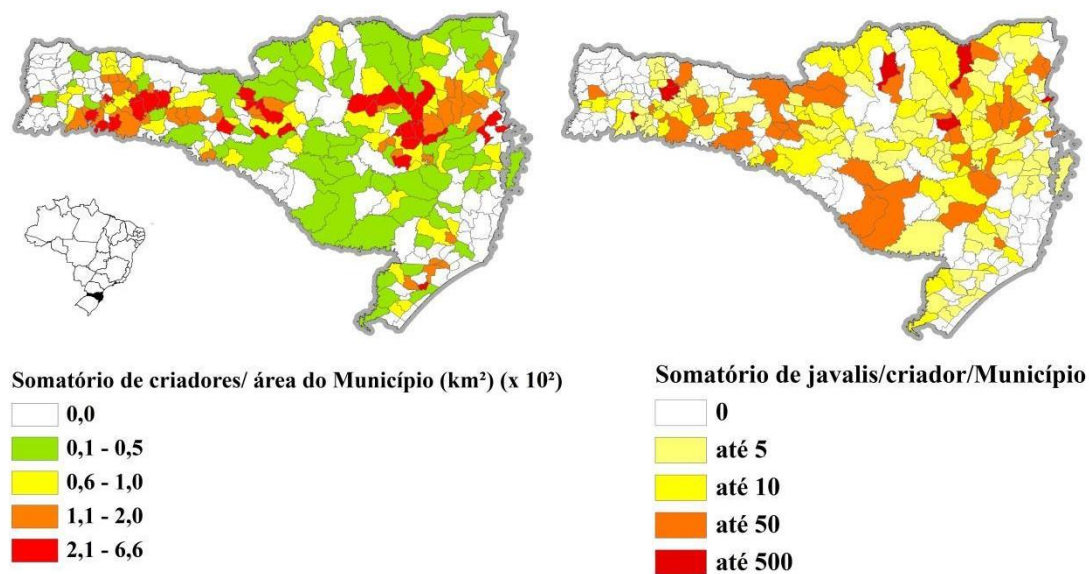 Somatório de criadores/ área do Município (km²) (x 10²)
0,0
0,1 - 0,5
0,6 - 1,0
1,1 - 2,0
2,1 - 6,6
Somatório de javalis/criador/Município
0
até 5
até 10
até 50
até 500